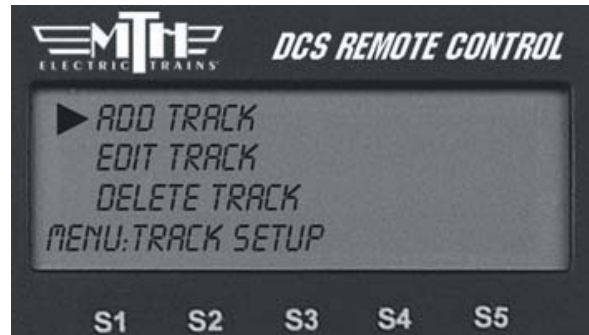 MTH
ELECTRIC TRAINS
DCS REMOTE CONTROL
ADD TRACK
EDIT TRACK
DELETE TRACK
MENU:TRACK SETUP
S1 S2 S3 S4 S5